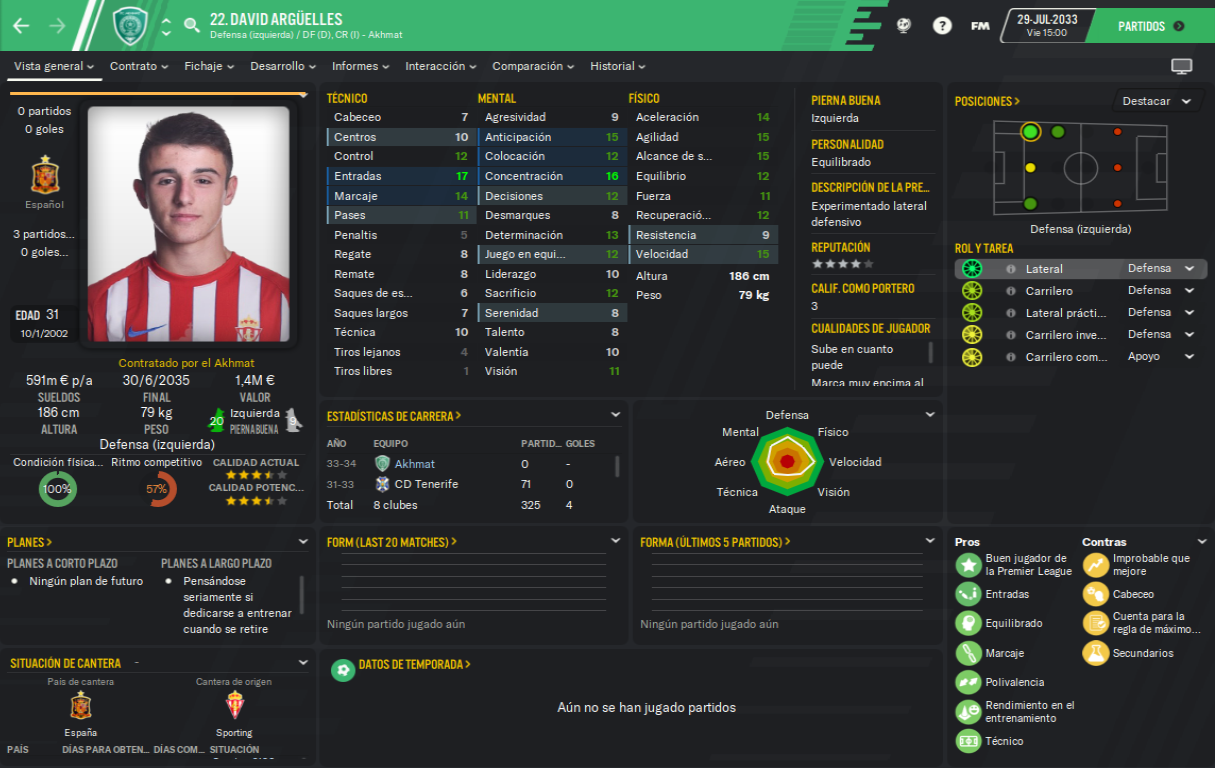 22. DAVID ARGÜELLES
Defensa (izquierda) / DF (D), CR (I) - Akhmat
FM
29-JUL-2033
Vie 15:00
PARTIDOS
Vista general
Contrato
Fichaje
Desarrollo
Informes
Interacción
Comparación
Historial
0 partidos
0 goles
Español
3 partidos...
0 goles...
EDAD 31
10/1/2002
Contratado por el Akhmat
591m € p/a
SUELDOS
30/6/2035
FINAL
1,4M €
VALOR
186 cm
ALTURA
79 kg
PESO
20
Izquierda
PIERNA BUENA
9
Defensa (izquierda)
Condición física...
100%
Ritmo competitivo
57%
CALIDAD ACTUAL
CALIDAD POTENC...
TÉCNICO
Cabeceo 7
Centros 10
Control 12
Entradas 17
Marcaje 14
Pases 11
Penaltis 5
Regate 8
Remate 8
Saques de es... 6
Saques largos 7
Técnica 10
Tiros lejanos 4
Tiros libres 1
MENTAL
Agresividad 9
Anticipación 15
Colocación 12
Concentración 16
Decisiones 12
Desmarques 8
Determinación 13
Juego en equi... 12
Liderazgo 10
Sacrificio 12
Serenidad 8
Talento 8
Valentía 10
Visión 11
FÍSICO
Aceleración 14
Agilidad 15
Alcance de s... 15
Equilibrio 12
Fuerza 11
Recuperació... 12
Resistencia 9
Velocidad 15
Altura 186 cm
Peso 79 kg
PIERNA BUENA
Izquierda
PERSONALIDAD
Equilibrado
DESCRIPCIÓN DE LA PRE...
Experimentado lateral
defensivo
REPUTACIÓN
CALIF. COMO PORTERO
3
CUALIDADES DE JUGADOR
Sube en cuanto
puede
Marca muy encima al
POSICIONES >
Destacar
Defensa (izquierda)
ROL Y TAREA
Lateral Defensa
Carrilero Defensa
Lateral prácti... Defensa
Carrilero inve... Defensa
Carrilero com... Apoyo
ESTADÍSTICAS DE CARRERA >
AÑO EQUIPO PARTID... GOLES
33-34 Akhmat 0 -
31-33 CD Tenerife 71 0
Total 8 clubes 325 4
Defensa
Mental
Físico
Aéreo
Velocidad
Técnica
Visión
Ataque
PLANES >
PLANES A CORTO PLAZO
Ningún plan de futuro
PLANES A LARGO PLAZO
Pensándose
seriamente si
dedicarse a entrenar
cuando se retire
FORM (LAST 20 MATCHES) >
Ningún partido jugado aún
FORMA (ÚLTIMOS 5 PARTIDOS) >
Ningún partido jugado aún
Pros
Buen jugador de
la Premier League
Entradas
Equilibrado
Marcaje
Polivalencia
Rendimiento en el
entrenamiento
Técnico
Contras
Improbable que
mejore
Cabeceo
Cuenta para la
regla de máximo...
Secundarios
SITUACIÓN DE CANTERA -
País de cantera
España
Cantera de origen
Sporting
PAÍS DÍAS PARA OBTEN... DÍAS COM... SITUACIÓN
DATOS DE TEMPORADA >
Aún no se han jugado partidos